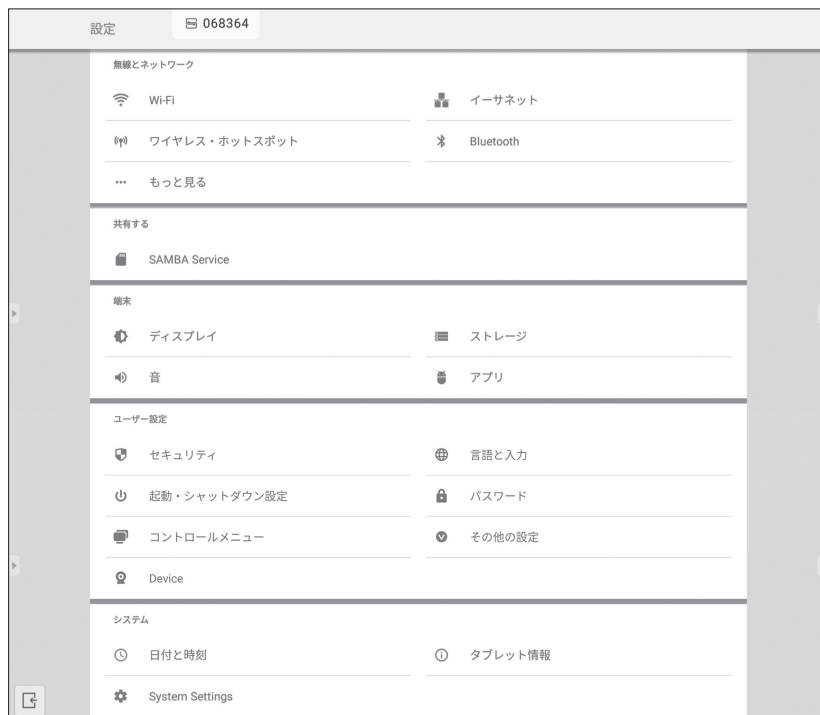 設定
068364
無線とネットワーク
Wi-Fi
イーサネット
ワイヤレス・ホットスポット
Bluetooth
もっと見る
共有する
SAMBA Service
端末
ディスプレイ
ストレージ
音
アプリ
ユーザー設定
セキュリティ
言語と入力
起動・シャットダウン設定
パスワード
コントロールメニュー
その他の設定
Device
システム
日付と時刻
タブレット情報
System Settings